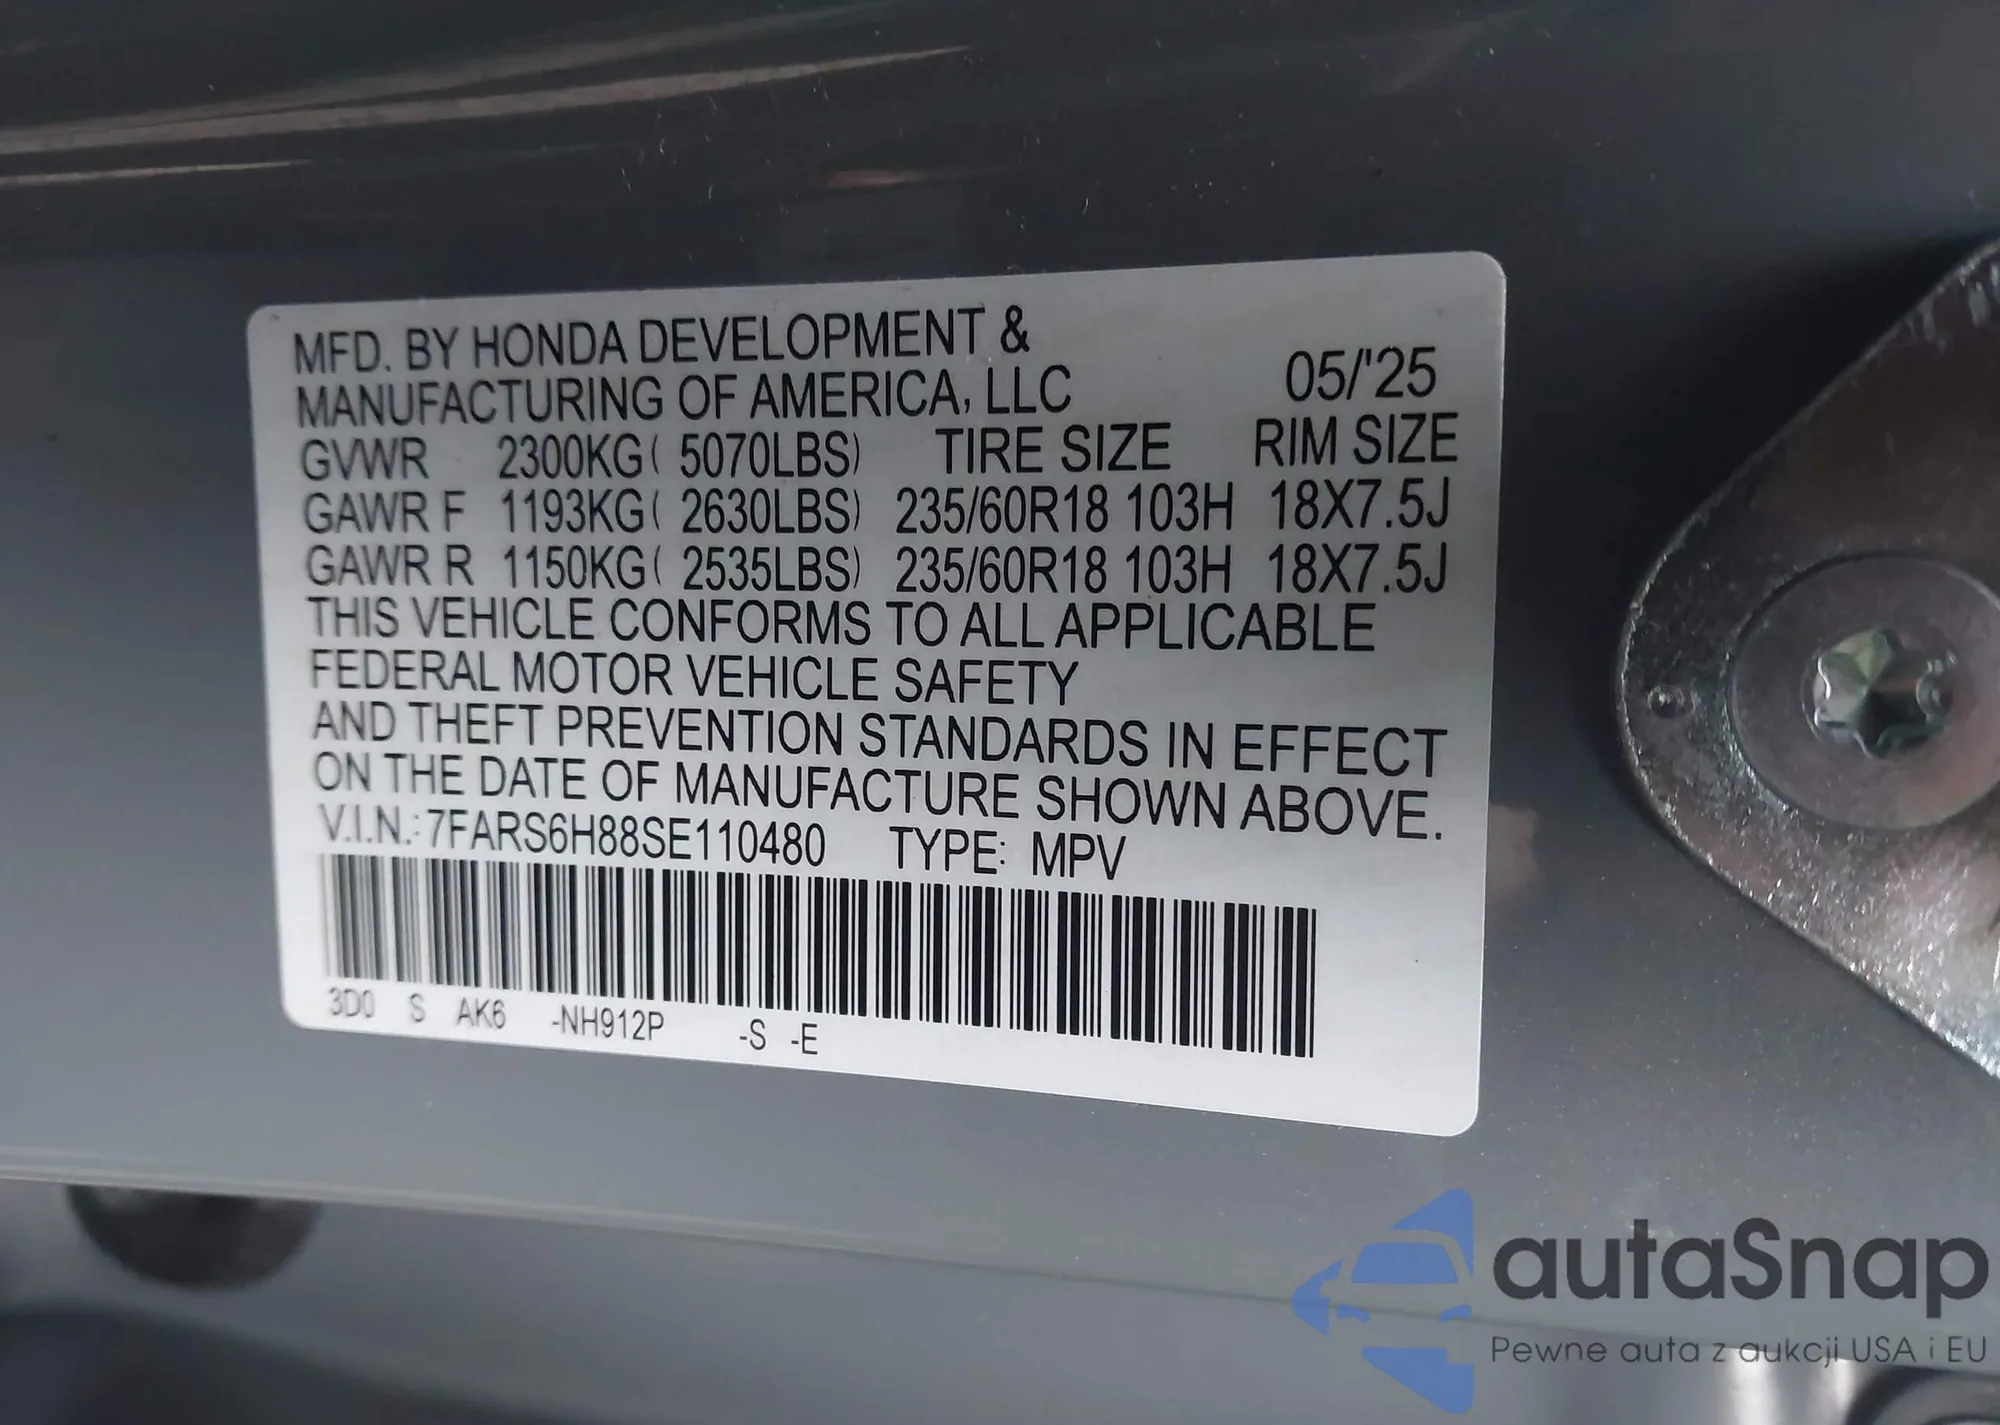 MFD. BY HONDA DEVELOPMENT &
MANUFACTURING OF AMERICA, LLC 05/'25
GVWR 2300KG( 5070LBS) TIRE SIZE RIM SIZE
GAWR F 1193KG( 2630LBS) 235/60R18 103H 18X7.5J
GAWR R 1150KG( 2535LBS) 235/60R18 103H 18X7.5J
THIS VEHICLE CONFORMS TO ALL APPLICABLE
FEDERAL MOTOR VEHICLE SAFETY
AND THEFT PREVENTION STANDARDS IN EFFECT
ON THE DATE OF MANUFACTURE SHOWN ABOVE.
V.I.N.:7FARS6H88SE110480 TYPE: MPV
3D0 S AK6 -NH912P -S -E
autaSnap
Pewne auta z aukcji USA i EU